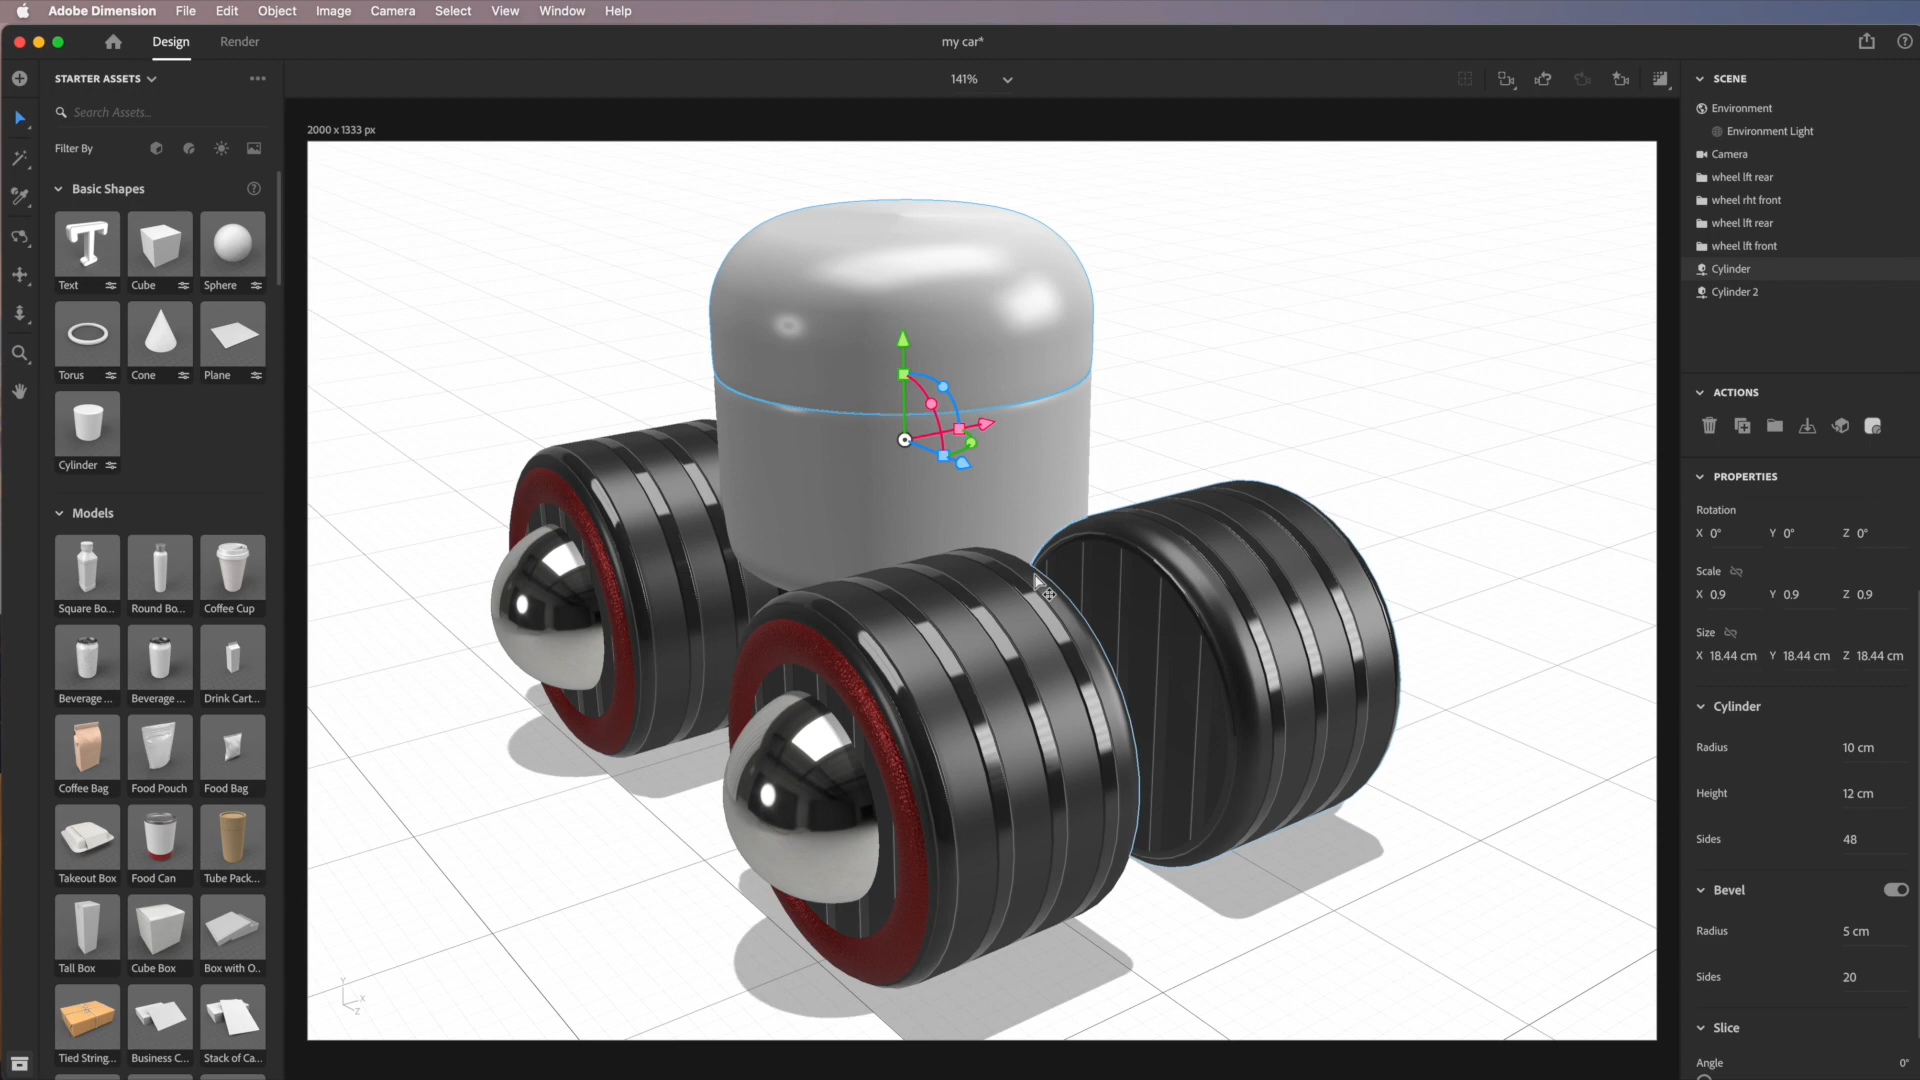 Adobe Dimension File Edit Object Image Camera Select View Window Help
Design Render my car*
STARTER ASSETS
141%
Search Assets...
Filter By
Basic Shapes
Text Cube Sphere
Torus Cone Plane
Cylinder
Models
Square Bo... Round Bo... Coffee Cup
Beverage ... Beverage ... Drink Cart...
Coffee Bag Food Pouch Food Bag
Takeout Box Food Can Tube Pack...
Tall Box Cube Box Box with O..
Tied String... Business C... Stack of Ca...
2000 x 1333 px
Y
X
Z
SCENE
Environment
Environment Light
Camera
wheel lft rear
wheel rht front
wheel lft rear
wheel lft front
Cylinder
Cylinder 2
ACTIONS
PROPERTIES
Rotation
X 0° Y 0° Z 0°
Scale
X 0.9 Y 0.9 Z 0.9
Size
X 18.44 cm Y 18.44 cm Z 18.44 cm
Cylinder
Radius 10 cm
Height 12 cm
Sides 48
Bevel
Radius 5 cm
Sides 20
Slice
Angle 0°